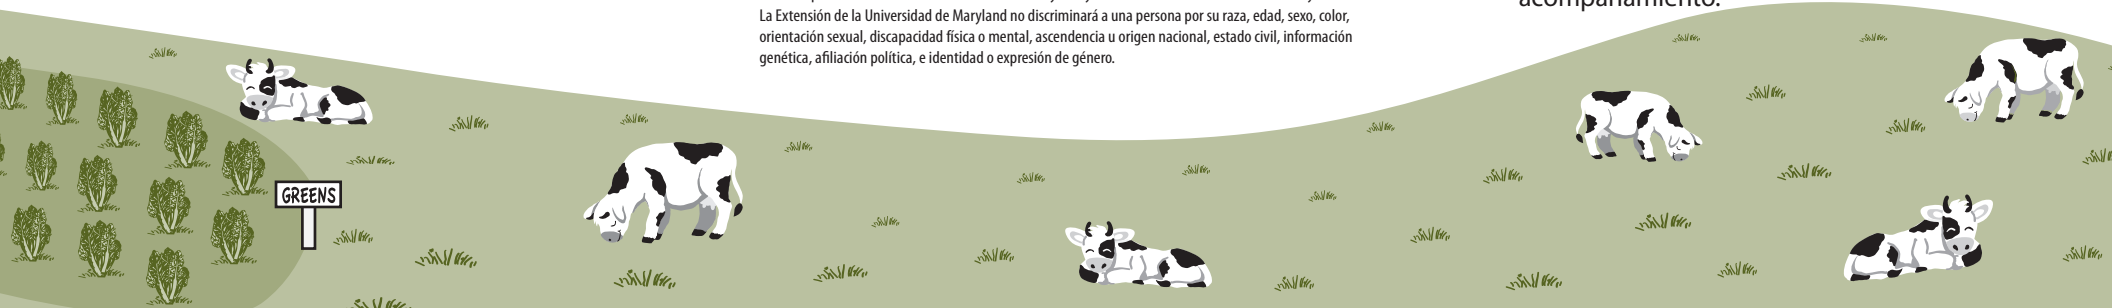 La Extensión de la Universidad de Maryland no discriminará a una persona por su raza, edad, sexo, color,
orientación sexual, discapacidad física o mental, ascendencia u origen nacional, estado civil, información
genética, afiliación política, e identidad o expresión de género.
acompañamiento.
GREENS